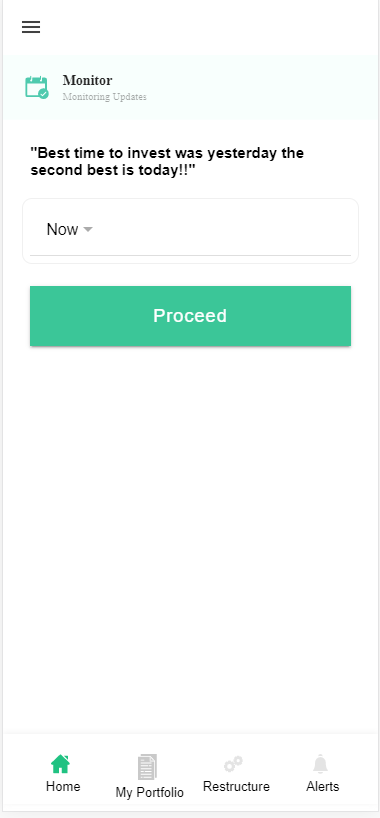 Monitor
Monitoring Updates
"Best time to invest was yesterday the
second best is today!!"
Now
Proceed
Home
My Portfolio
Restructure
Alerts